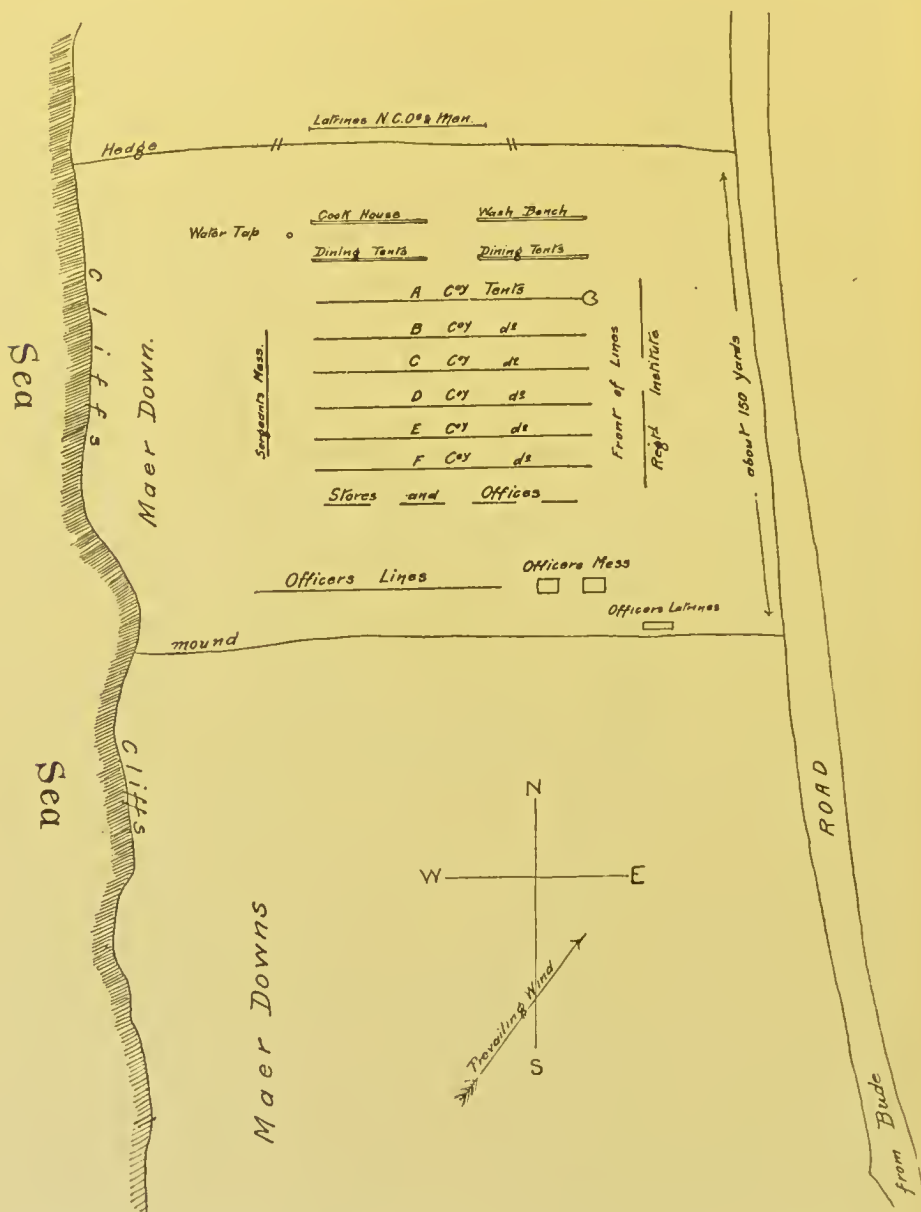 Latrines N.C.Os & Men.
Hedge
Cook House
Wash Bench
Water Tap
Dining Tents
Dining Tents
A Coy Tents
B Coy do
C Coy do
D Coy do
E Coy do
F Coy do
Stores and Offices
Sergeants Mess.
Front of Lines
Regtl Institute
about 150 yards
Cliffs
Sea
Maer Down.
Officers Lines
Officers Mess
Officers Latrines
mound
Cliffs
Sea
Maer Downs
N
W
E
S
Prevailing Wind
ROAD
from Bude